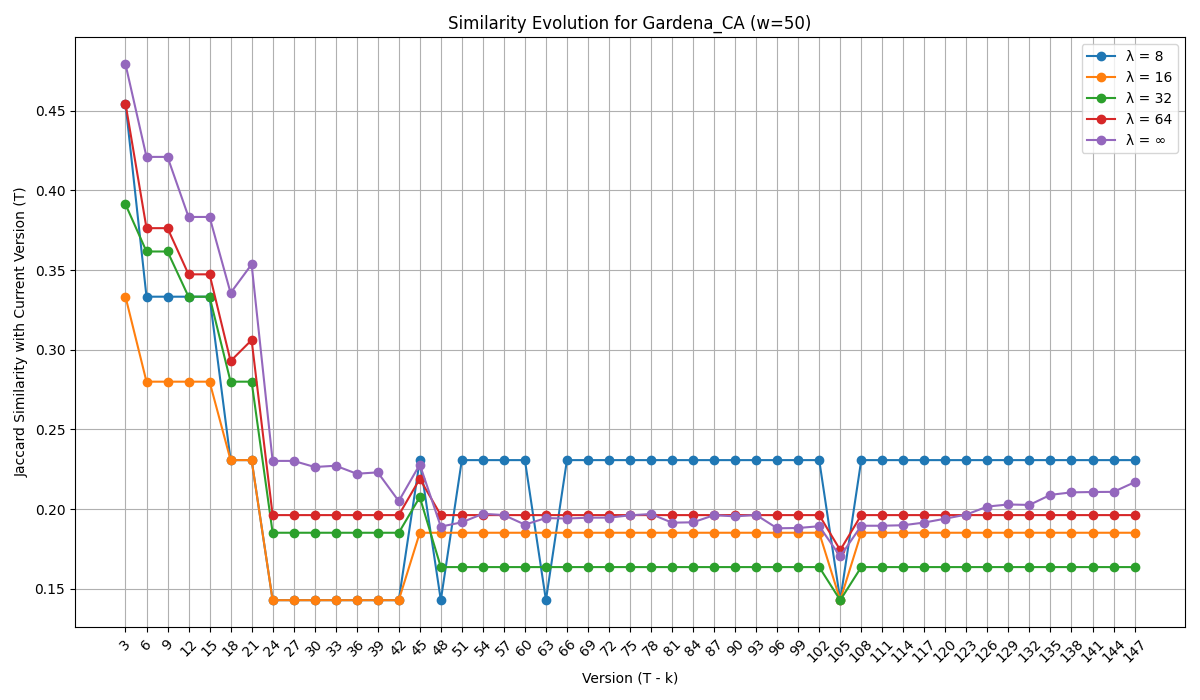 Similarity Evolution for Gardena_CA (w=50)
λ = 8
λ = 16
λ = 32
λ = 64
λ = ∞
Jaccard Similarity with Current Version (T)
0.45
0.40
0.35
0.30
0.25
0.20
0.15
3 6 9 12 15 18 21 24 27 30 33 36 39 42 45 48 51 54 57 60 63 66 69 72 75 78 81 84 87 90 93 96 99 102 105 108 111 114 117 120 123 126 129 132 135 138 141 144 147
Version (T - k)